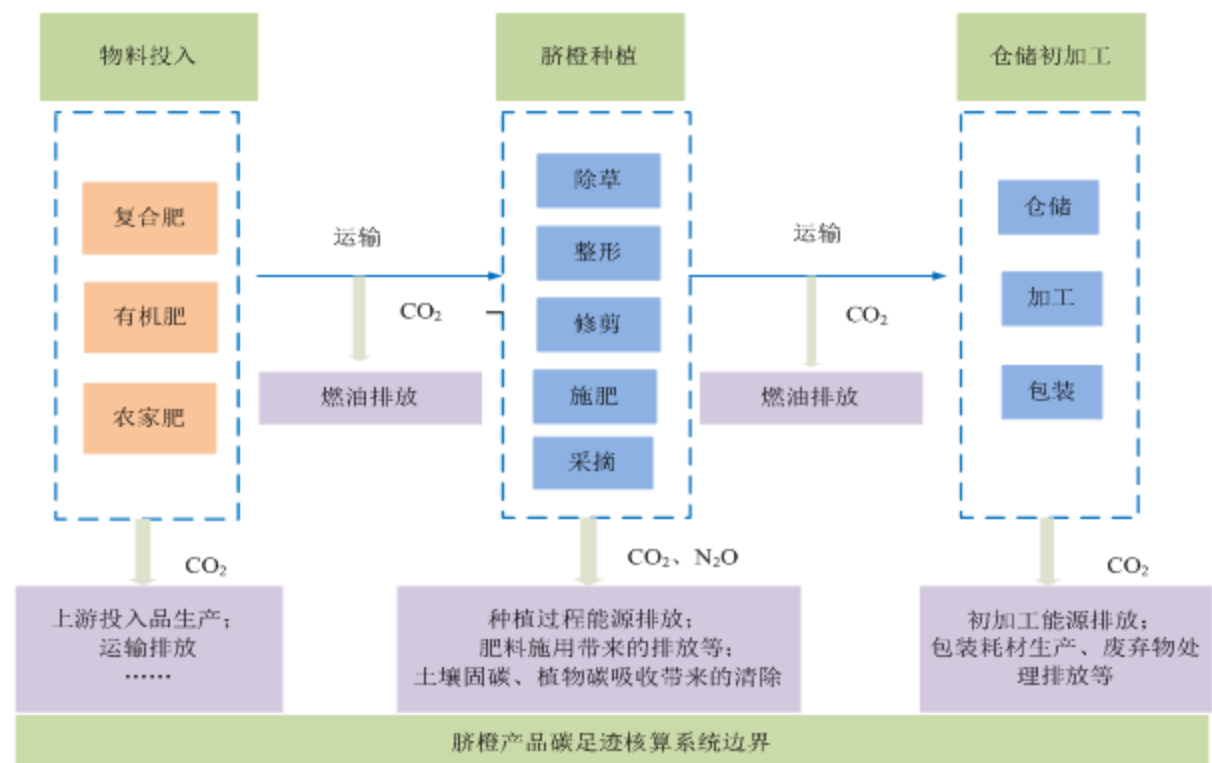 物料投入
脐橙种植
仓储初加工
复合肥
有机肥
农家肥
运输
CO₂
燃油排放
除草
整形
修剪
施肥
采摘
运输
CO₂
燃油排放
仓储
加工
包装
CO₂
上游投入品生产；
运输排放
······
CO₂、N₂O
种植过程能源排放；
肥料施用带来的排放等；
土壤固碳、植物碳吸收带来的清除
CO₂
初加工能源排放；
包装耗材生产、废弃物处
理排放等
脐橙产品碳足迹核算系统边界